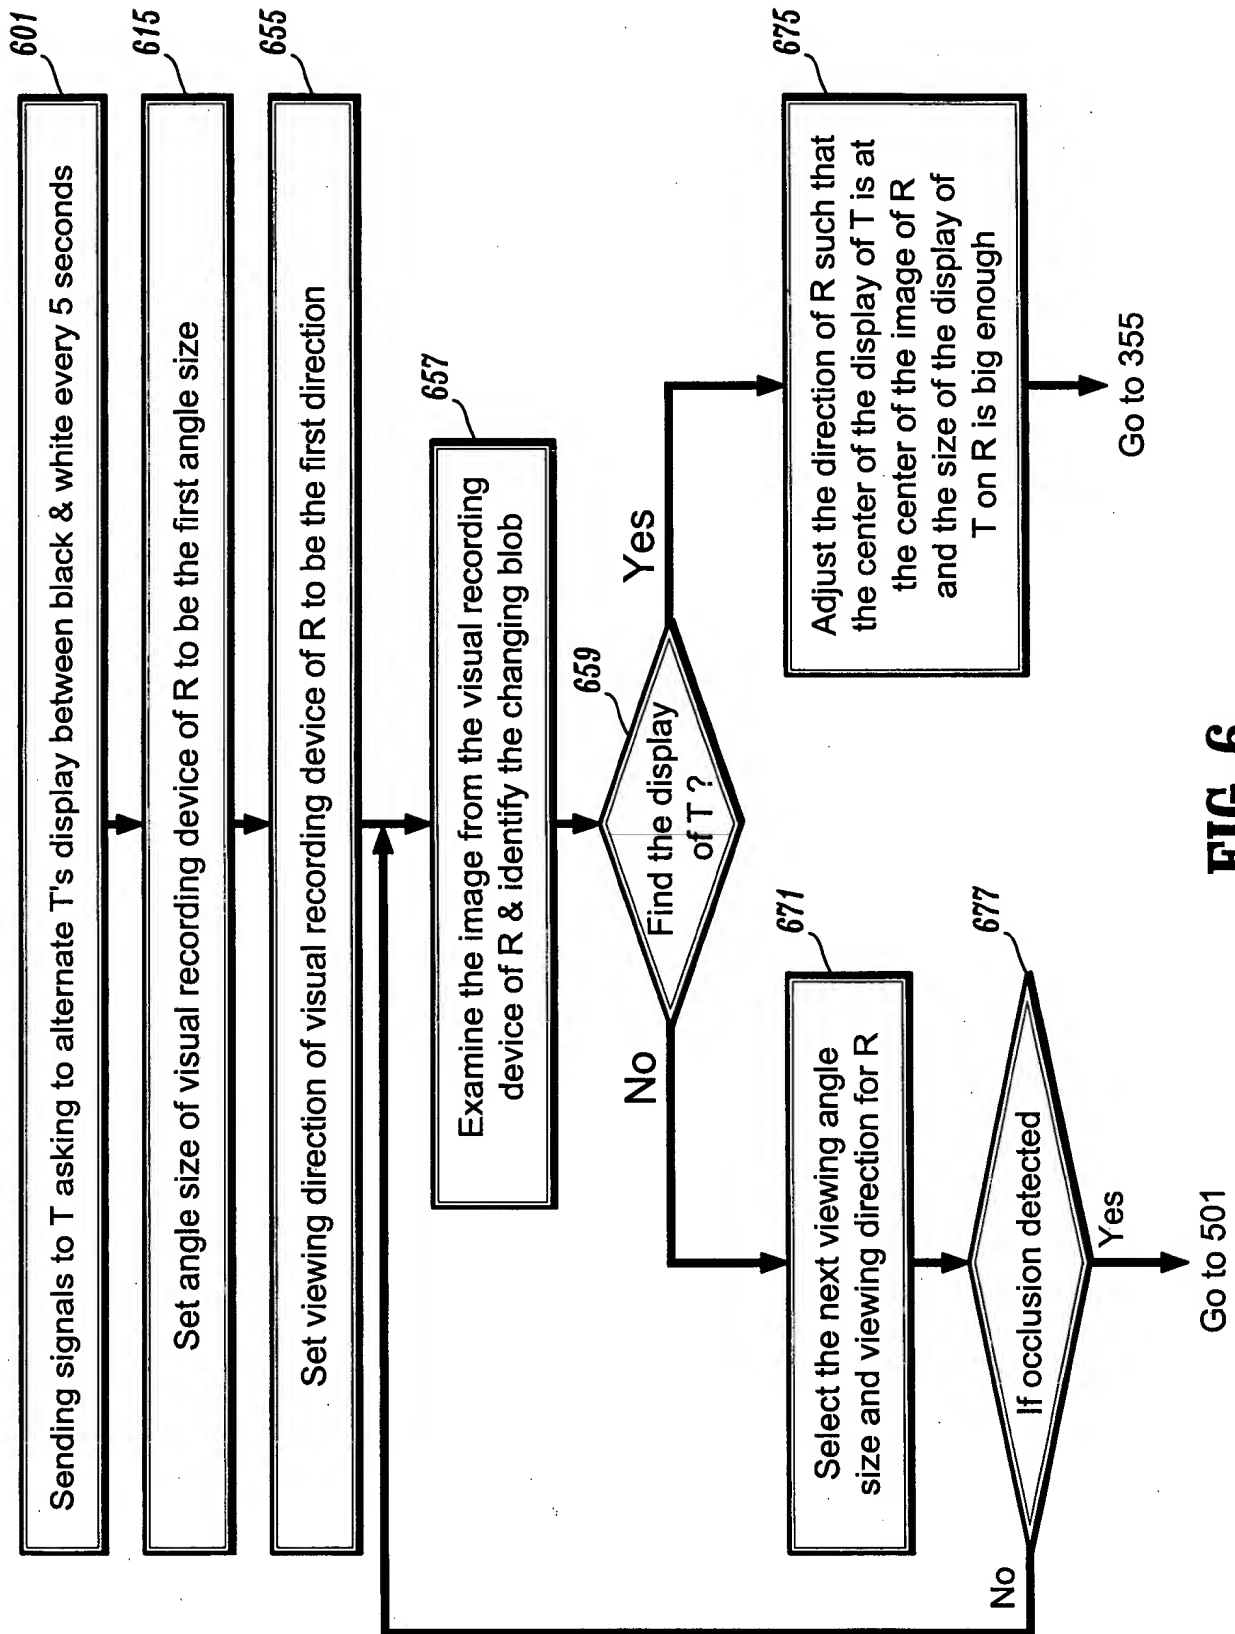 601
Sending signals to T asking to alternate T's display between black & white every 5 seconds
615
Set angle size of visual recording device of R to be the first angle size
655
Set viewing direction of visual recording device of R to be the first direction
657
Examine the image from the visual recording
device of R & identify the changing blob
659
Find the display
of T ?
No
Yes
671
Select the next viewing angle
size and viewing direction for R
675
Adjust the direction of R such that
the center of the display of T is at
the center of the image of R
and the size of the display of
T on R is big enough
677
If occlusion detected
No
Yes
Go to 355
Go to 501